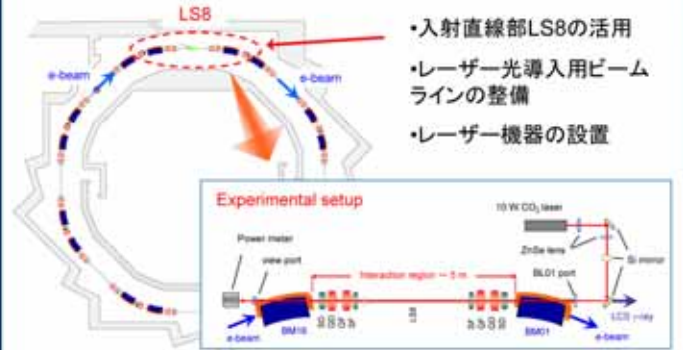 LS8
e-beam
e-beam
•入射直線部LS8の活用
•レーザー光導入用ビーム
ラインの整備
•レーザー機器の設置
Experimental setup
10 W CO₂ laser
ZnSe lens
Si mirror
Power meter
view port
Interaction region ~ 5 m
BL01 port
LCS γ-ray
LS8
BM16
BM01
e-beam
e-beam